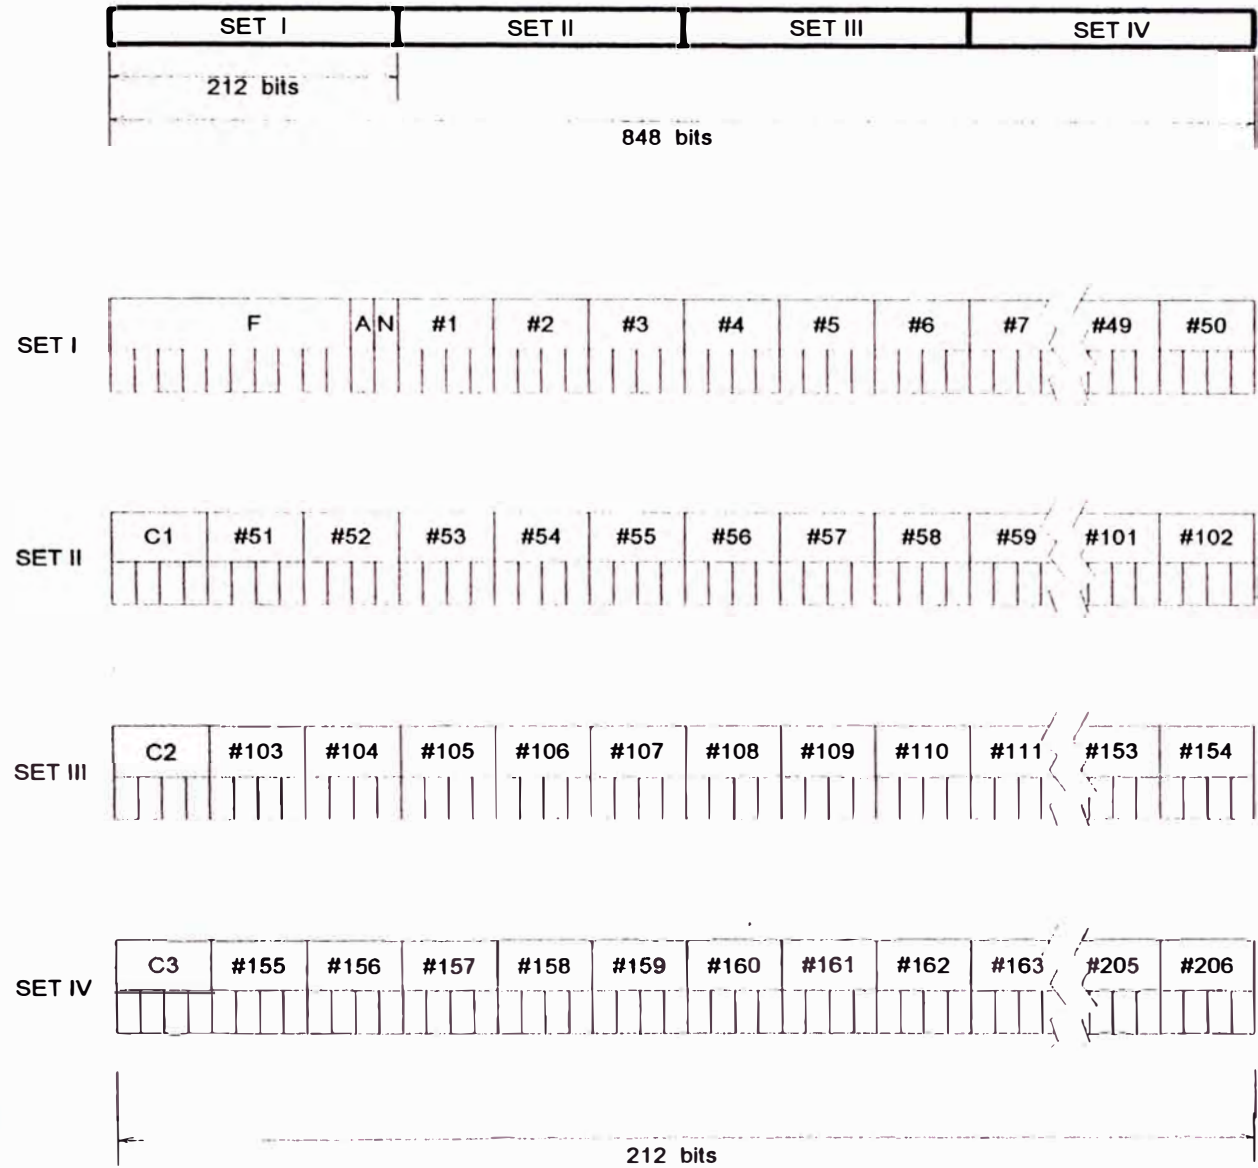 SET I SET II SET III SET IV
212 bits
848 bits
SET I F A N #1 #2 #3 #4 #5 #6 #7 #49 #50
SET II C1 #51 #52 #53 #54 #55 #56 #57 #58 #59 #101 #102
SET III C2 #103 #104 #105 #106 #107 #108 #109 #110 #111 #153 #154
SET IV C3 #155 #156 #157 #158 #159 #160 #161 #162 #163 #205 #206
212 bits